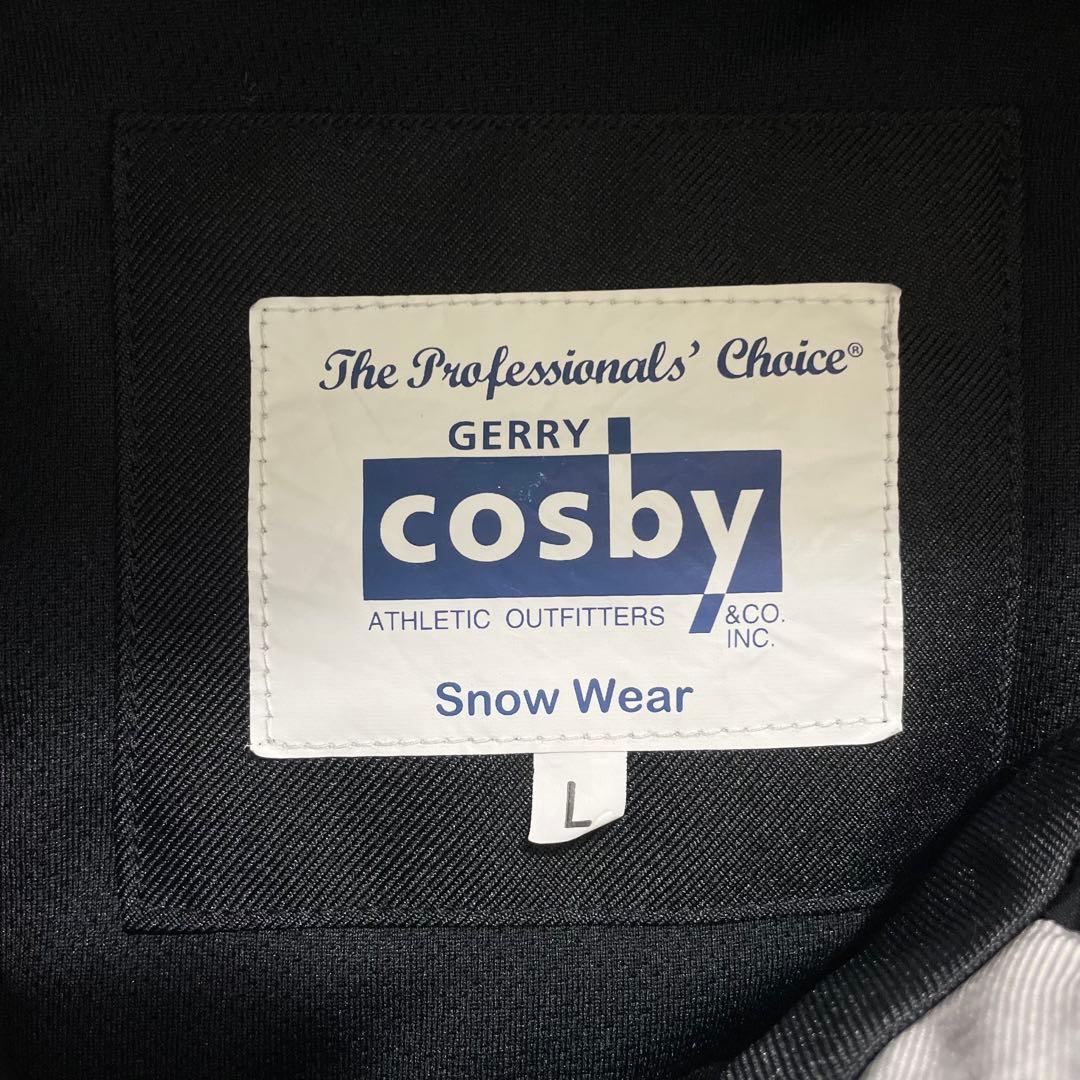 The Professionals' Choice®
GERRY
cosby
ATHLETIC OUTFITTERS &CO.
INC.
Snow Wear
L